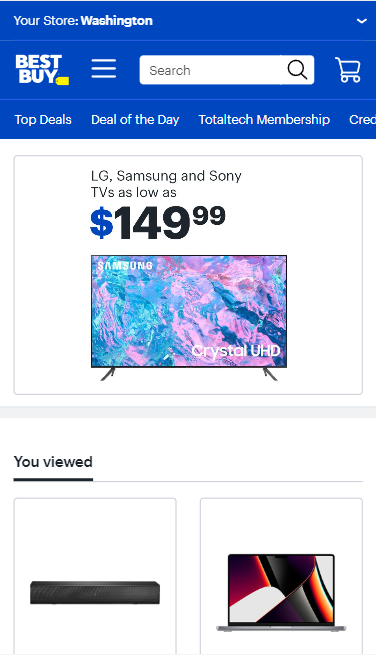 Your Store: Washington
BEST
BUY
Search
Top Deals Deal of the Day Totaltech Membership Cred
LG, Samsung and Sony
TVs as low as
$149.99
SAMSUNG
Crystal UHD
You viewed